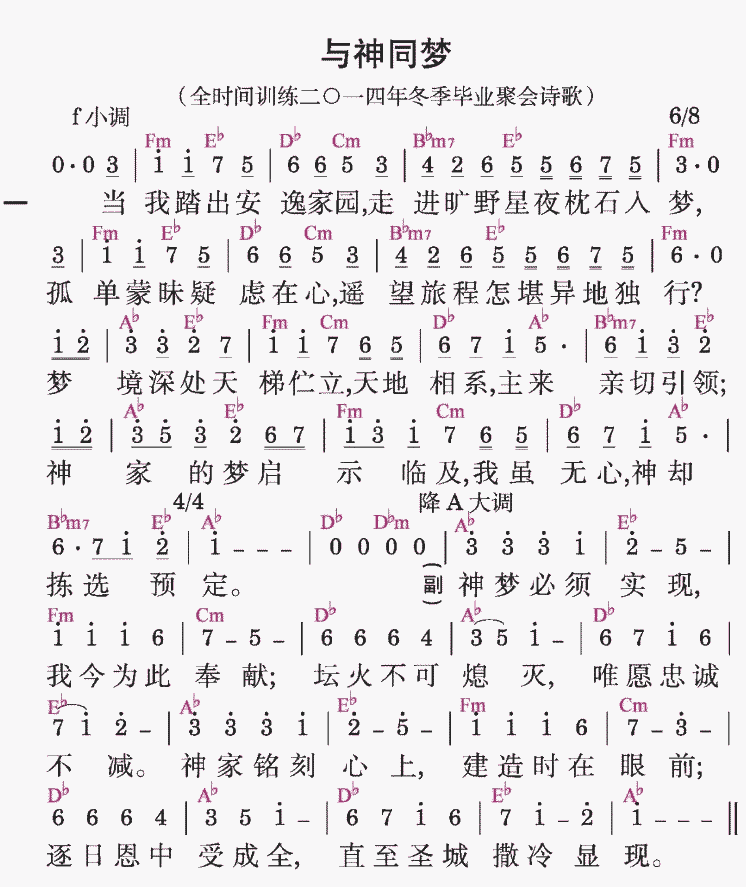 与神同梦
（全时间训练二〇一四年冬季毕业聚会诗歌）
f小调 6/8
Fm E♭ D♭ Cm B♭m7 E♭ Fm
0·0 3 | 1 1 7 5 | 6 6 5 3 | 4 2 6 5 5 6 7 5 | 3·0
一 当 我踏出安 逸家园,走 进旷野星夜枕石入 梦,
Fm E♭ D♭ Cm B♭m7 E♭ Fm
3 | 1 1 7 5 | 6 6 5 3 | 4 2 6 5 5 6 7 5 | 6·0
孤 单蒙昧疑 虑在心,遥 望旅程怎堪异地独 行?
A♭ E♭ Fm Cm D♭ A♭ B♭m7 E♭
1 2 | 3 3 2 7 | 1 1 7 6 5 | 6 7 1 5· | 6 1 3 2
梦 境深处天 梯伫立,天地 相系,主来 亲切引领;
A♭ E♭ Fm Cm D♭ A♭
1 2 | 3 5 3 2 6 7 | 1 3 1 7 6 5 | 6 7 1 5· |
神 家 的梦启 示 临及,我虽 无心,神却
4/4 降A大调
B♭m7 E♭ A♭ D♭ D♭m A♭ E♭
6·7 1 2 | 1 - - - | 0 0 0 0 | 3 3 3 1 | 2 - 5 - |
拣选 预 定。 (副) 神梦必须 实 现,
Fm Cm D♭ A♭ D♭
1 1 1 6 | 7 - 5 - | 6 6 6 4 | 3 5 1 - | 6 7 1 6 |
我今为此 奉 献; 坛火不可 熄 灭, 唯愿忠诚
E♭ A♭ E♭ Fm Cm
7 1 2 - | 3 3 3 1 | 2 - 5 - | 1 1 1 6 | 7 - 3 - |
不 减。 神家铭刻 心 上, 建造时在 眼 前;
D♭ A♭ D♭ E♭ A♭
6 6 6 4 | 3 5 1 - | 6 7 1 6 | 7 1 - 2 | 1 - - - ‖
逐日恩中 受成全, 直至圣城 撒冷 显 现。